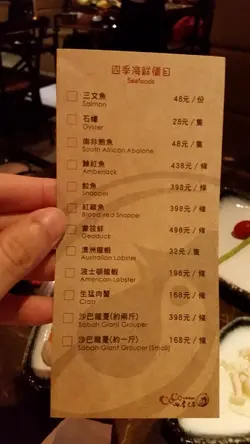 四季海鮮價目
Seafoods
三文魚 48元 / 份
Salmon
石蠔 28元 / 隻
Oyster
南非鮑魚 48元 / 隻
South African Abalone
鰤魚 438元 / 條
Amberjack
鮫魚 398元 / 條
Snapper
紅鱲魚 398元 / 條
Blood red Snapper
象拔蚌 498元 / 條
Geoduck
澳洲龍蝦 32元 / 隻
Australian Lobster
波士頓龍蝦 198元 / 條
American Lobster
生猛肉蟹 168元 / 條
Crab
沙巴龍躉(約兩斤) 398元 / 條
Sabah Giant Grouper
沙巴龍躉(約一斤) 168元 / 條
Sabah Giant Grouper (Small)